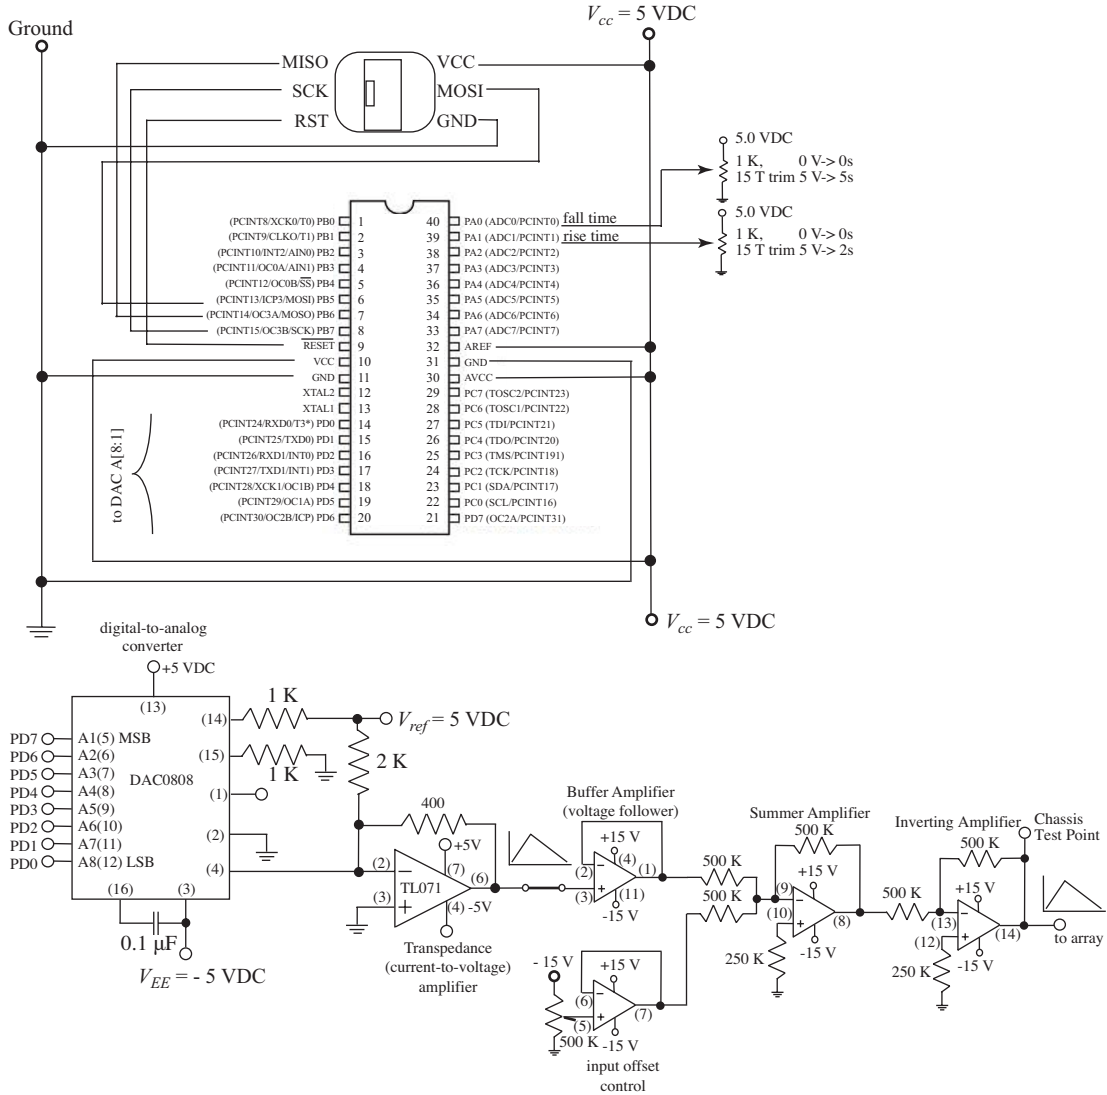 Ground
V_cc = 5 VDC
MISO
VCC
SCK
MOSI
RST
GND
5.0 VDC
1 K, 0 V-> 0s
15 T trim 5 V-> 5s
5.0 VDC
1 K, 0V-> 0s
15 T trim 5 V-> 2s
fall time
rise time
(PCINT8/XCK0/T0) PB0 1 40 PA0 (ADC0/PCINT0)
(PCINT9/CLKO/T1) PB1 2 39 PA1 (ADC1/PCINT1)
(PCINT10/INT2/AIN0) PB2 3 38 PA2 (ADC2/PCINT2)
(PCINT11/OC0A/AIN1) PB3 4 37 PA3 (ADC3/PCINT3)
(PCINT12/OC0B/SS) PB4 5 36 PA4 (ADC4/PCINT4)
(PCINT13/ICP3/MOSI) PB5 6 35 PA5 (ADC5/PCINT5)
(PCINT14/OC3A/MOSO) PB6 7 34 PA6 (ADC6/PCINT6)
(PCINT15/OC3B/SCK) PB7 8 33 PA7 (ADC7/PCINT7)
RESET 9 32 AREF
VCC 10 31 GND
GND 11 30 AVCC
XTAL2 12 29 PC7 (TOSC2/PCINT23)
XTAL1 13 28 PC6 (TOSC1/PCINT22)
(PCINT24/RXD0/T3*) PD0 14 27 PC5 (TDI/PCINT21)
(PCINT25/TXD0) PD1 15 26 PC4 (TDO/PCINT20)
(PCINT26/RXD1/INT0) PD2 16 25 PC3 (TMS/PCINT191)
(PCINT27/TXD1/INT1) PD3 17 24 PC2 (TCK/PCINT18)
(PCINT28/XCK1/OC1B) PD4 18 23 PC1 (SDA/PCINT17)
(PCINT29/OC1A) PD5 19 22 PC0 (SCL/PCINT16)
(PCINT30/OC2B/ICP) PD6 20 21 PD7 (OC2A/PCINT31)
to DAC A[8:1]
V_cc = 5 VDC
digital-to-analog
converter
+5 VDC
(13)
(14)
1 K
V_ref = 5 VDC
PD7 A1(5) MSB
PD6 A2(6)
PD5 A3(7)
PD4 A4(8)
PD3 A5(9)
PD2 A6(10)
PD1 A7(11)
PD0 A8(12) LSB
DAC0808
(15)
1 K
2 K
(1)
(2)
(4)
(16)
(3)
0.1 µF
V_EE = - 5 VDC
400
+5V
(2)
(7)
(6)
TL071
(3)
(4) -5V
Transpedance
(current-to-voltage)
amplifier
Buffer Amplifier
(voltage follower)
+15 V
(4)
(2)
(1)
(3)
(11)
-15 V
- 15 V
+15 V
(6)
(7)
(5)
500 K
-15 V
input offset
control
500 K
500 K
Summer Amplifier
500 K
+15 V
(9)
(10)
(8)
-15 V
250 K
500 K
Inverting Amplifier
500 K
+15 V
(13)
(12)
(14)
-15 V
250 K
Chassis
Test Point
to array